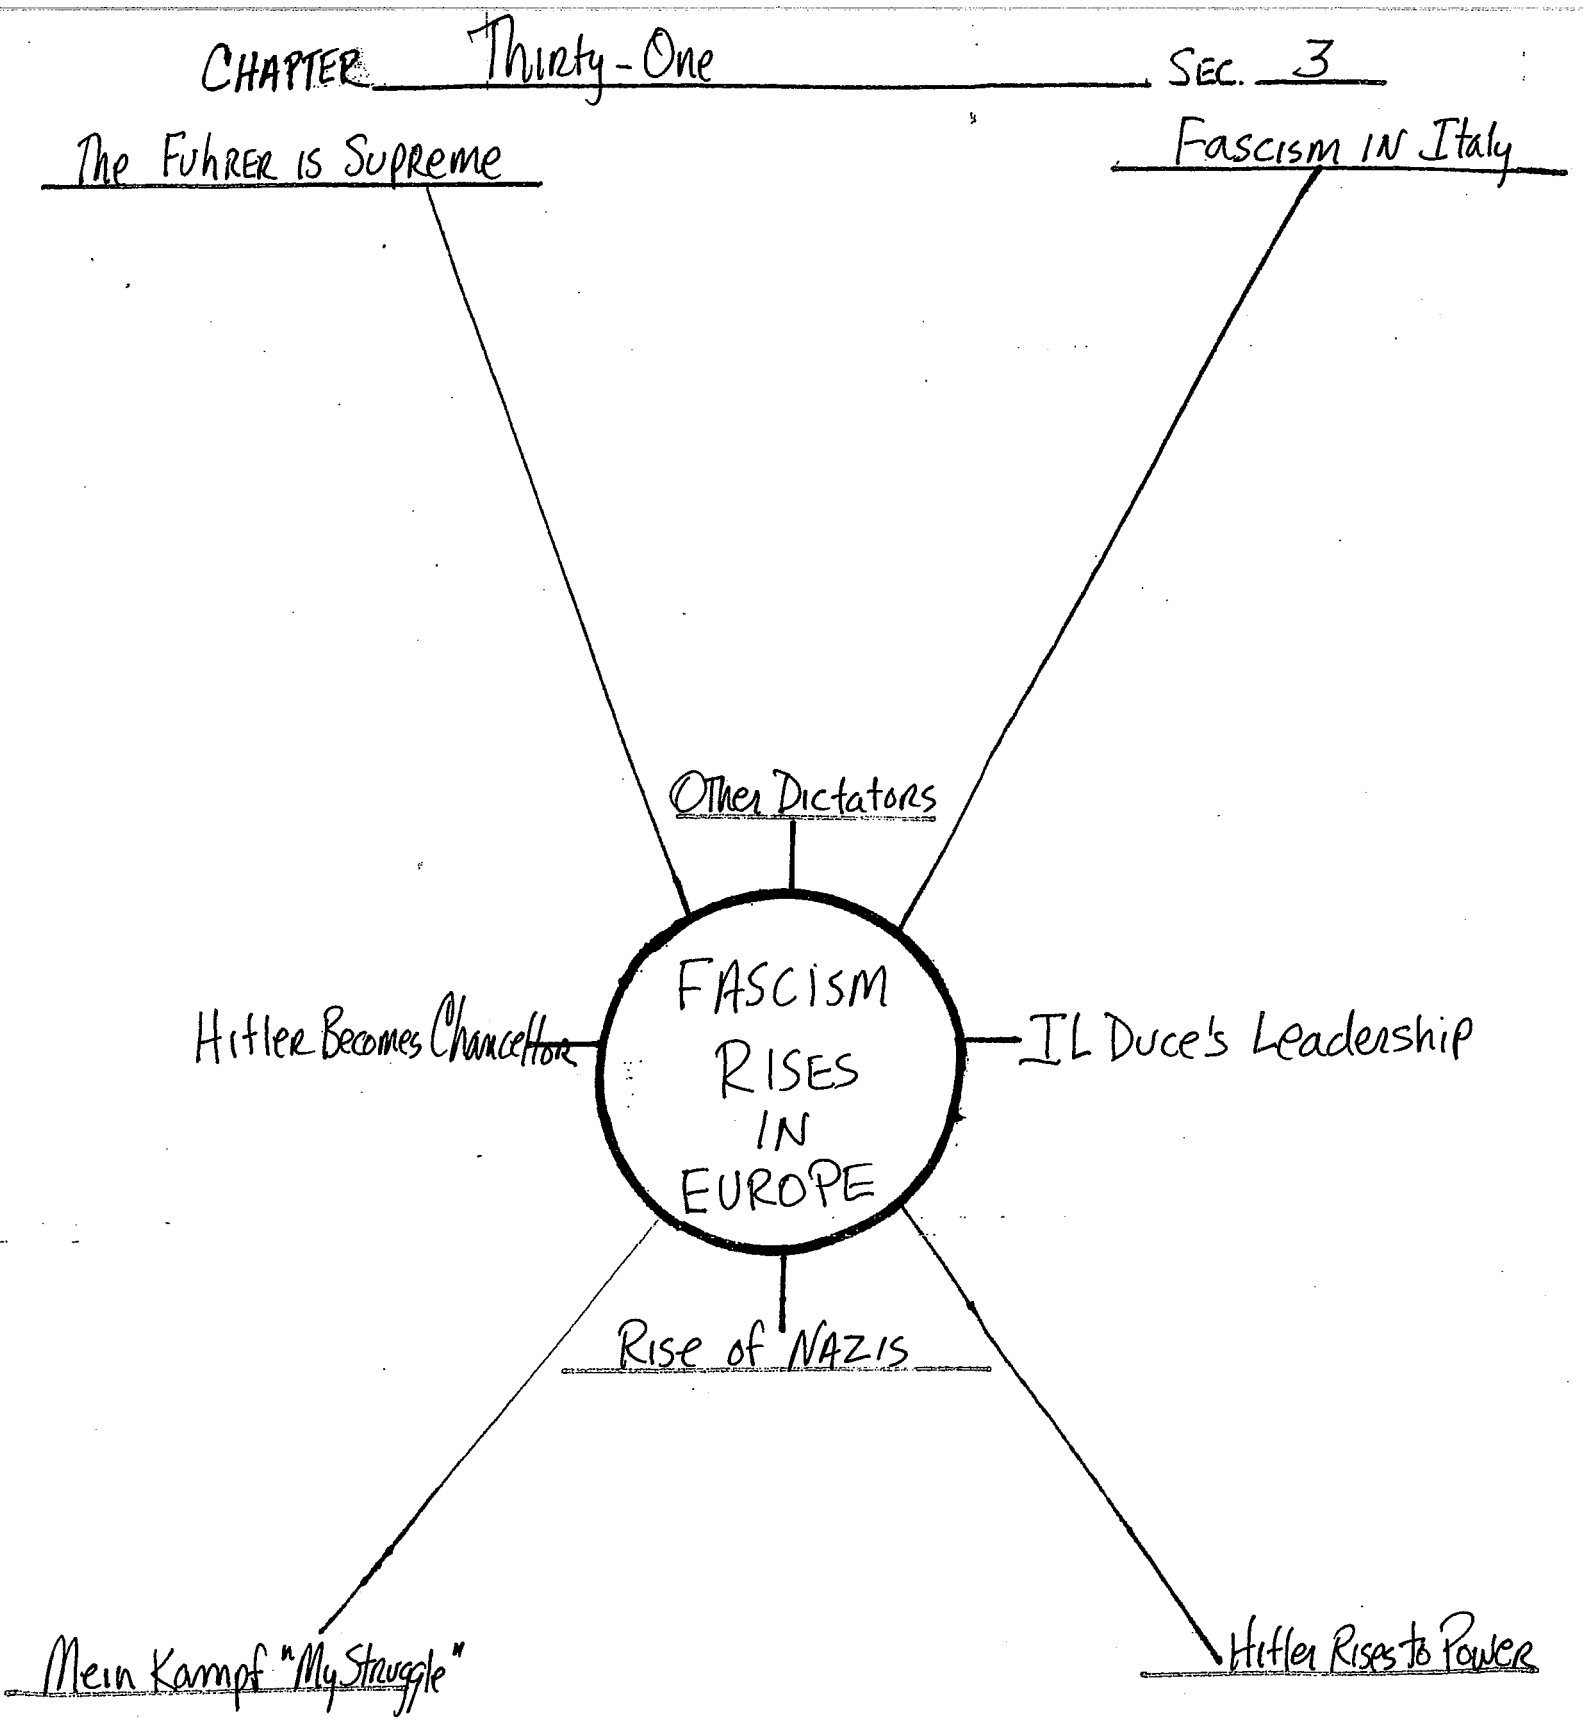 CHAPTER Thirty-One SEC. 3
The FUhRER is SUPReme
Fascism IN Italy
Other Dictators
FASCiSM
RISES
IN
EUROPE
Hitler Becomes Chancellor
IL Duce's Leadership
Rise of NAZIS
Mein Kampf "My Struggle"
Hitler Rises to Power